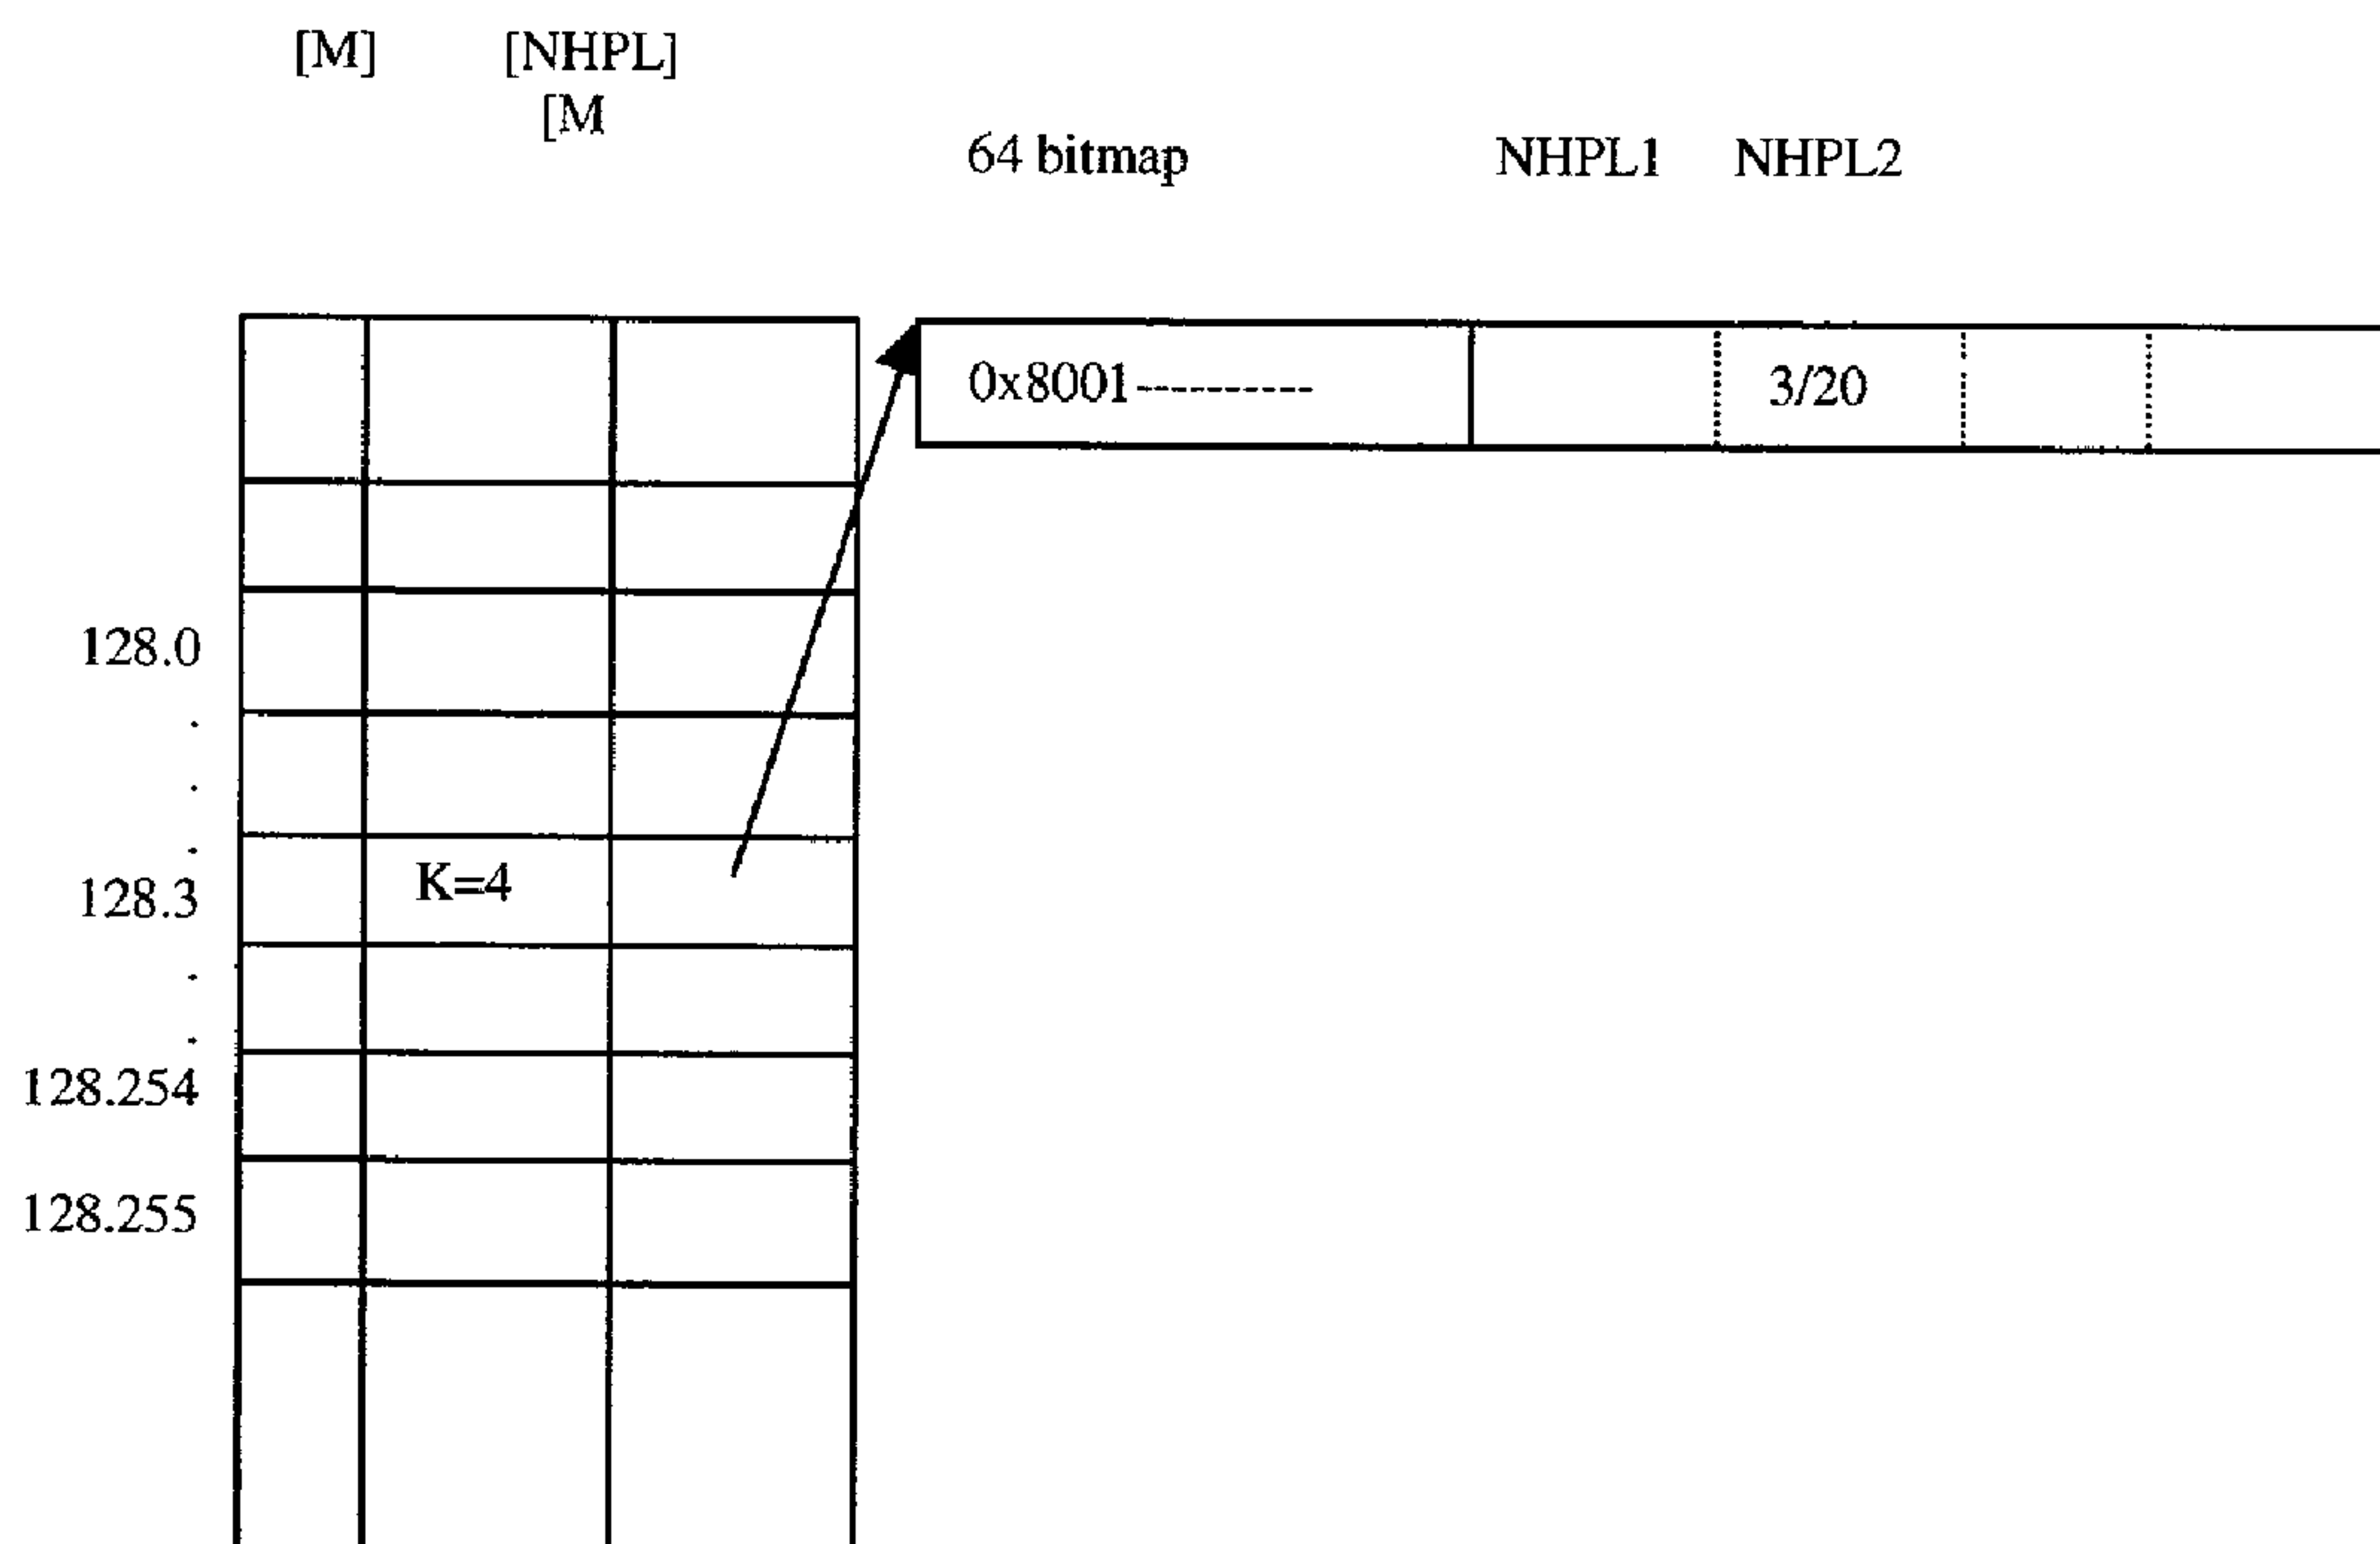 [M] [NHPL]
[M
64 bitmap NHPL1 NHPL2
0x8001----------- 3/20
128.0
.
.
.
128.3 K=4
.
.
128.254
128.255